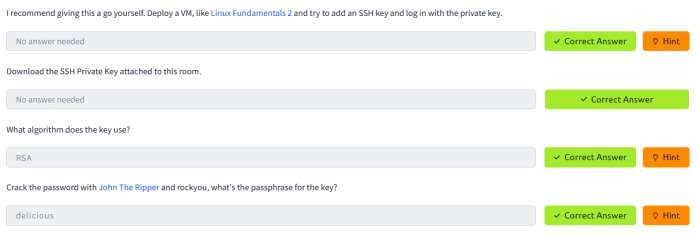 I recommend giving this a go yourself. Deploy a VM, like Linux Fundamentals 2 and try to add an SSH key and log in with the private key.
No answer needed
Correct Answer
Hint
Download the SSH Private Key attached to this room.
No answer needed
Correct Answer
What algorithm does the key use?
RSA
Correct Answer
Hint
Crack the password with John The Ripper and rockyou, what's the passphrase for the key?
delicious
Correct Answer
Hint